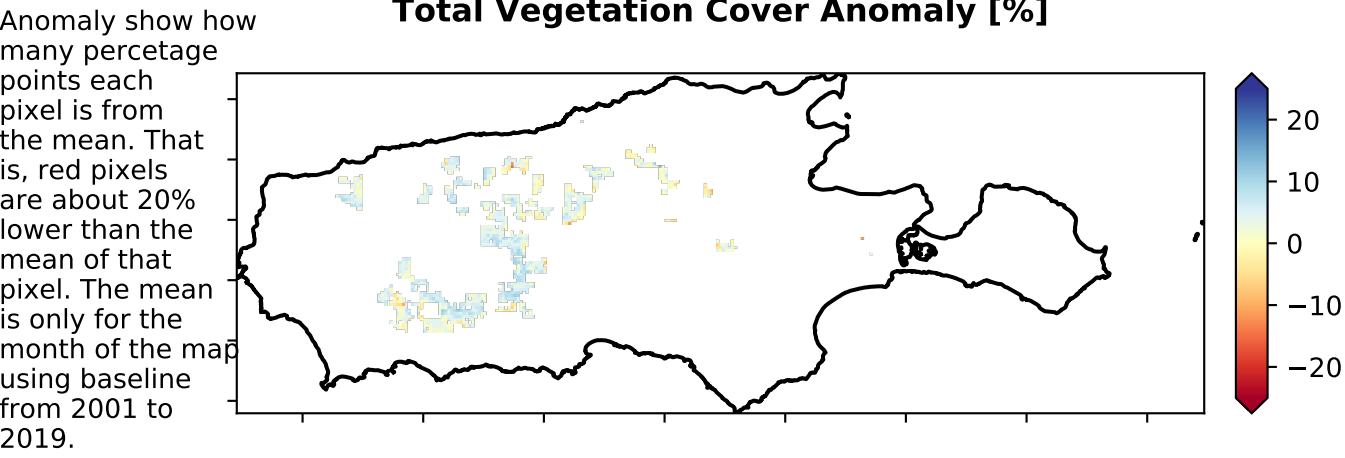 Total Vegetation Cover Anomaly [%]
Anomaly show how
many percetage
points each
pixel is from
the mean. That
is, red pixels
are about 20%
lower than the
mean of that
pixel. The mean
is only for the
month of the map
using baseline
from 2001 to
2019.
20
10
0
−10
−20